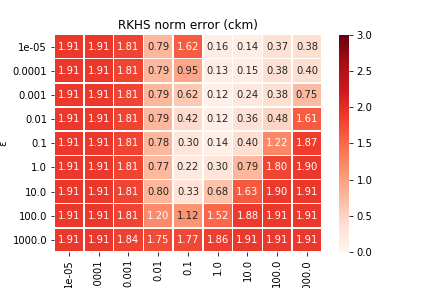 RKHS norm error (ckm)
1e-05 1.91 1.91 1.81 0.79 1.62 0.16 0.14 0.37 0.38
0.0001 1.91 1.91 1.81 0.79 0.95 0.13 0.15 0.38 0.40
0.001 1.91 1.91 1.81 0.79 0.62 0.12 0.24 0.38 0.75
0.01 1.91 1.91 1.81 0.79 0.42 0.12 0.36 0.48 1.61
0.1 1.91 1.91 1.81 0.78 0.30 0.14 0.40 1.22 1.87
1.0 1.91 1.91 1.81 0.77 0.22 0.30 0.79 1.80 1.90
10.0 1.91 1.91 1.81 0.80 0.33 0.68 1.63 1.90 1.91
100.0 1.91 1.91 1.81 1.20 1.12 1.52 1.88 1.91 1.91
1000.0 1.91 1.91 1.84 1.75 1.77 1.86 1.91 1.91 1.91
ε
1e-05 0001 0.001 0.01 0.1 1.0 10.0 100.0 000.0
3.0
2.5
2.0
1.5
1.0
0.5
0.0